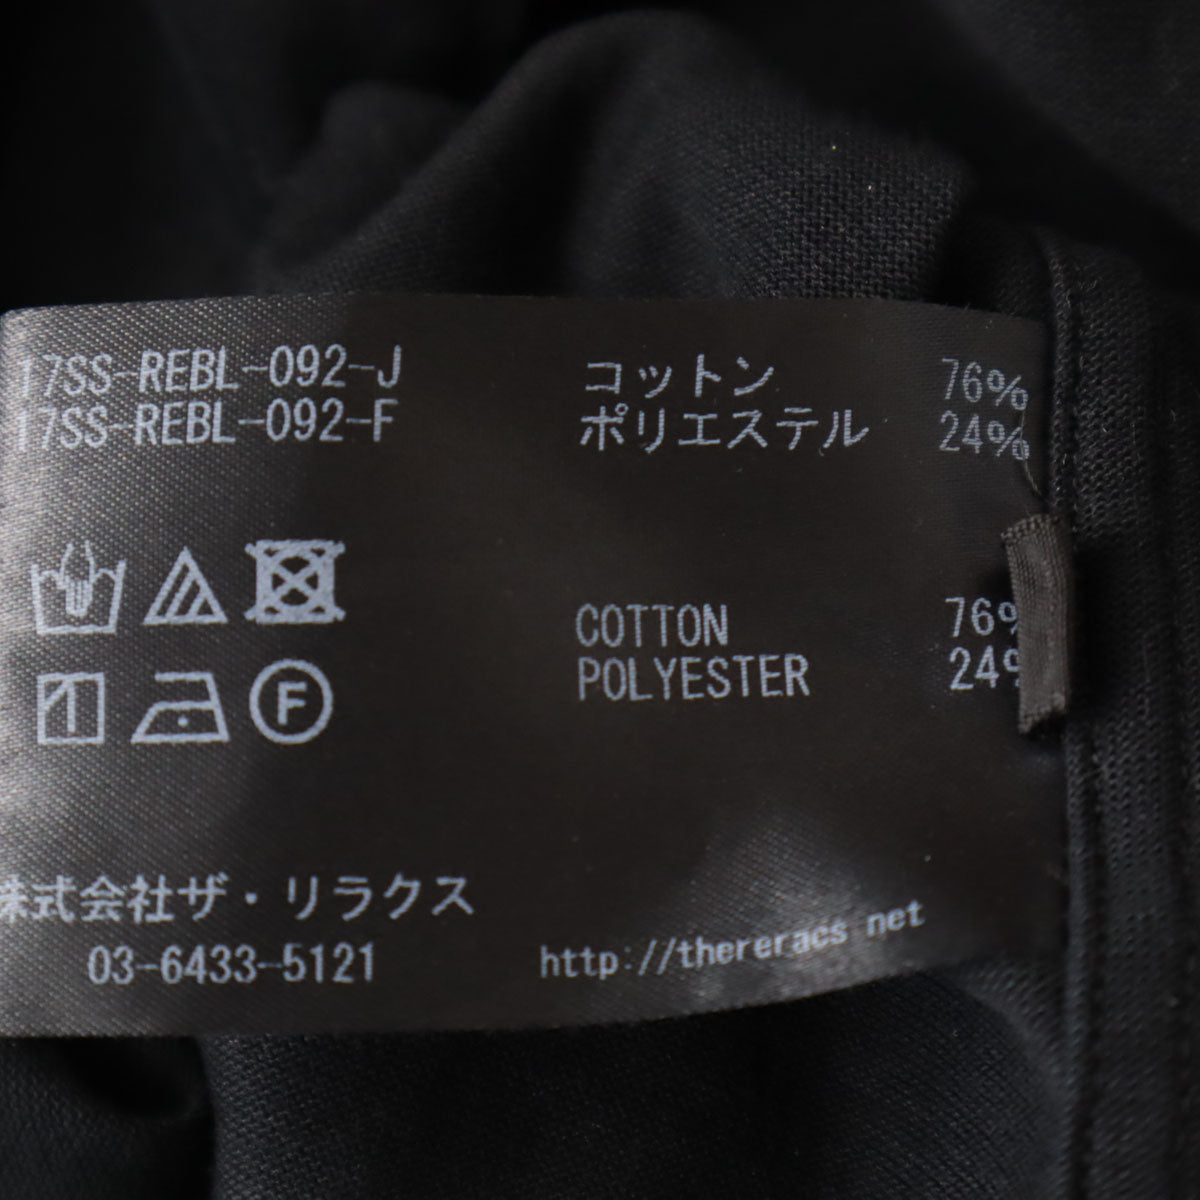 17SS-REBL-092-J
17SS-REBL-092-F
コットン 76%
ポリエステル 24%
COTTON 76%
POLYESTER 24%
F
株式会社ザ・リラクス
03-6433-5121
http://thereracs net